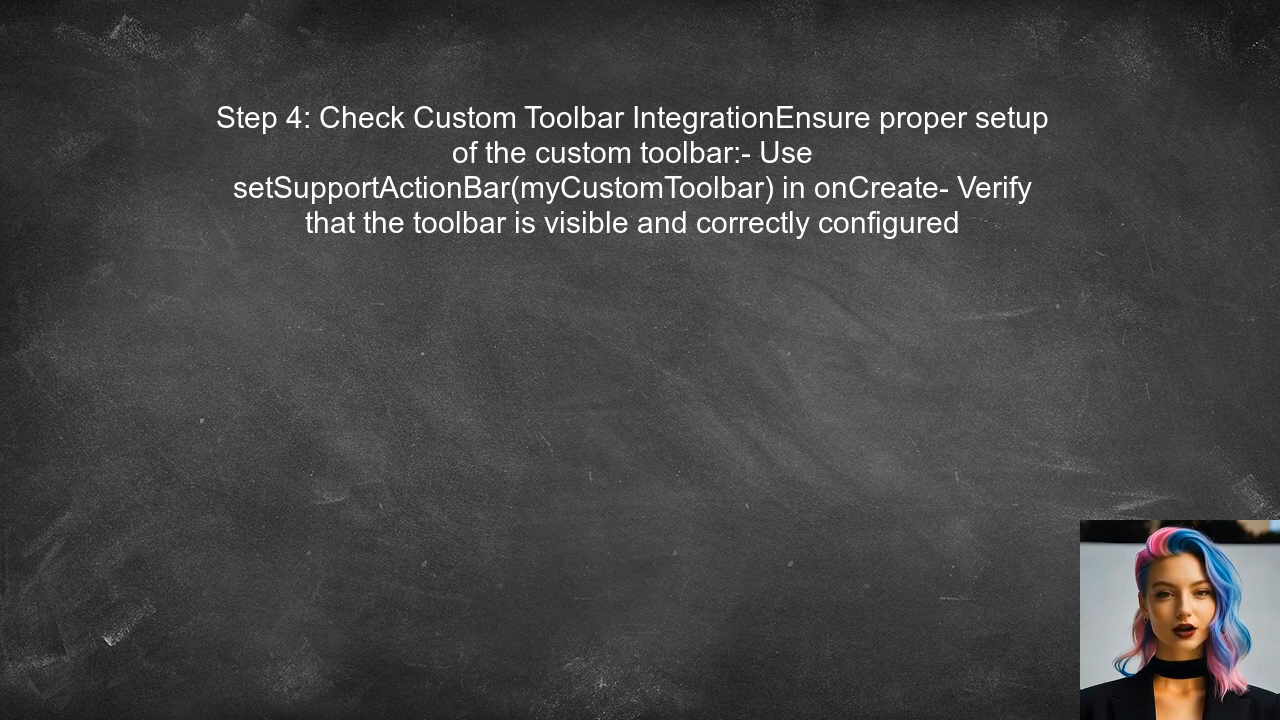 Step 4: Check Custom Toolbar IntegrationEnsure proper setup
of the custom toolbar:- Use
setSupportActionBar(myCustomToolbar) in onCreate- Verify
that the toolbar is visible and correctly configured